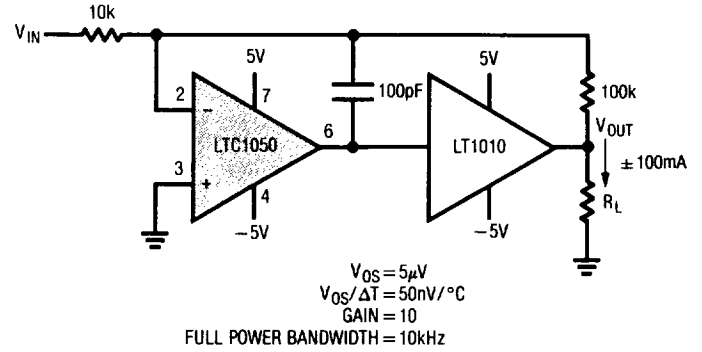 10k
V_IN
5V
5V
100pF
100k
2
7
-
6
V_OUT
LTC1050
LT1010
± 100mA
3
+
4
R_L
-5V
-5V
V_OS = 5µV
V_OS/ΔT = 50nV/°C
GAIN = 10
FULL POWER BANDWIDTH = 10kHz